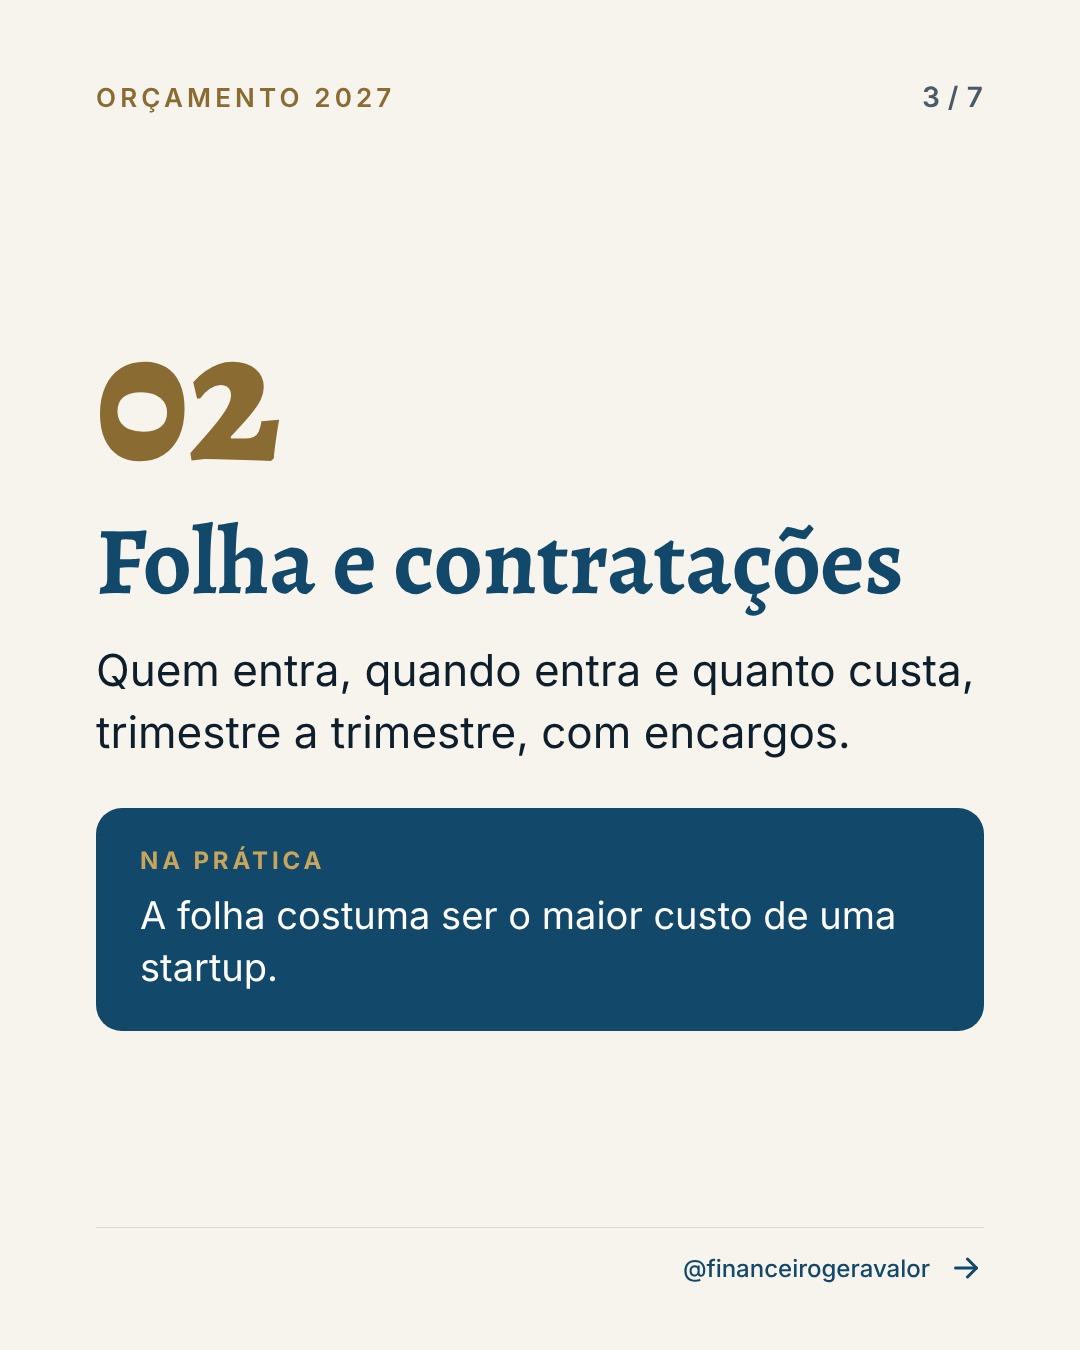 ORÇAMENTO 2027
3 / 7
02
Folha e contratações
Quem entra, quando entra e quanto custa,
trimestre a trimestre, com encargos.
NA PRÁTICA
A folha costuma ser o maior custo de uma
startup.
@financeirogeravalor →